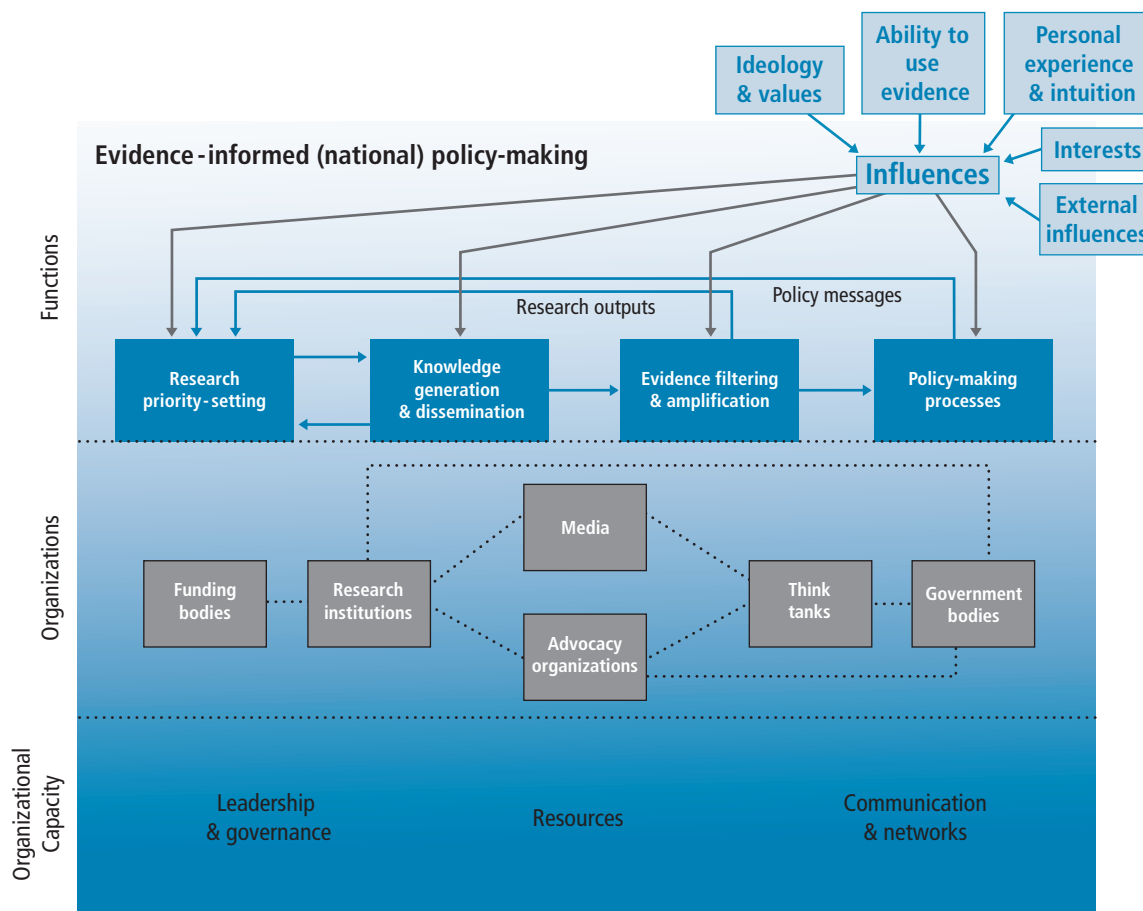 Ideology
& values
Ability to
use
evidence
Personal
experience
& intuition
Evidence-informed (national) policy-making
Influences
Interests
External
influences
Functions
Policy messages
Research outputs
Research
priority-setting
Knowledge
generation
& dissemination
Evidence filtering
& amplification
Policy-making
processes
Organizations
Media
Funding
bodies
Research
institutions
Think
tanks
Government
bodies
Advocacy
organizations
Organizational
Capacity
Leadership
& governance
Resources
Communication
& networks